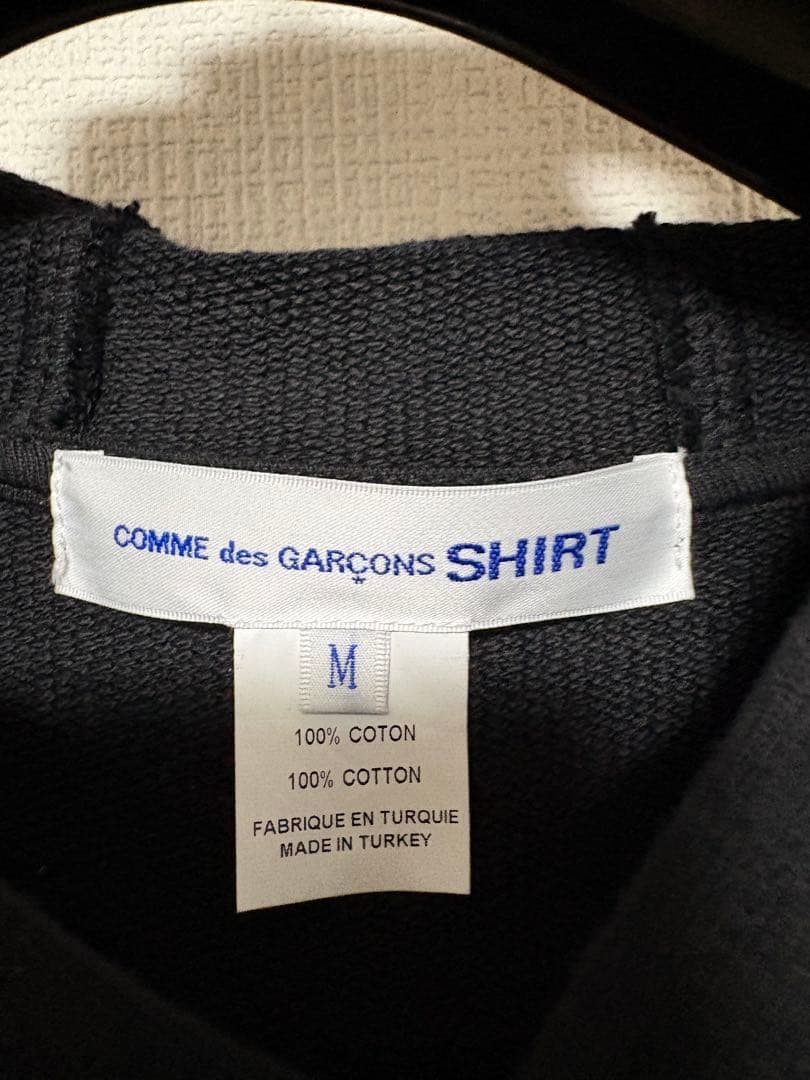 COMME des GARÇONS SHIRT
M
100% COTON
100% COTTON
FABRIQUE EN TURQUIE
MADE IN TURKEY